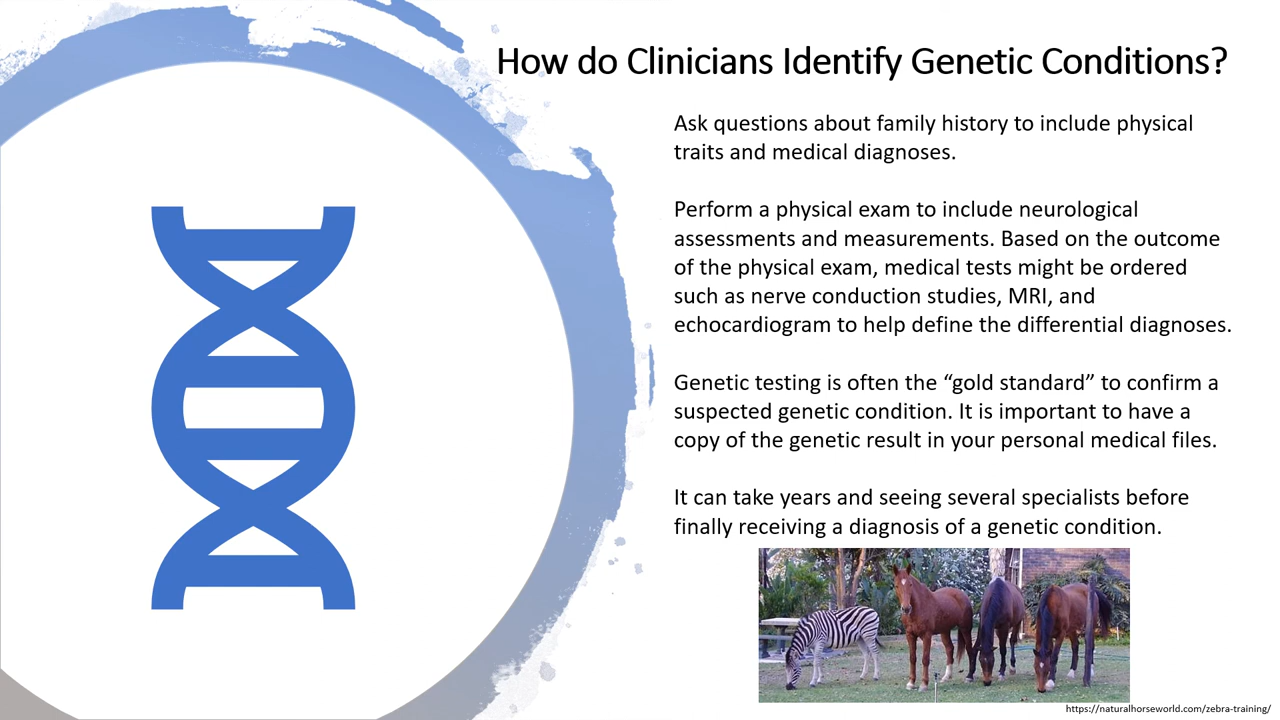 How do Clinicians Identify Genetic Conditions?
Ask questions about family history to include physical
traits and medical diagnoses.
Perform a physical exam to include neurological
assessments and measurements. Based on the outcome
of the physical exam, medical tests might be ordered
such as nerve conduction studies, MRI, and
echocardiogram to help define the differential diagnoses.
Genetic testing is often the “gold standard” to confirm a
suspected genetic condition. It is important to have a
copy of the genetic result in your personal medical files.
It can take years and seeing several specialists before
finally receiving a diagnosis of a genetic condition.
https://naturalhorseworld.com/zebra-training/